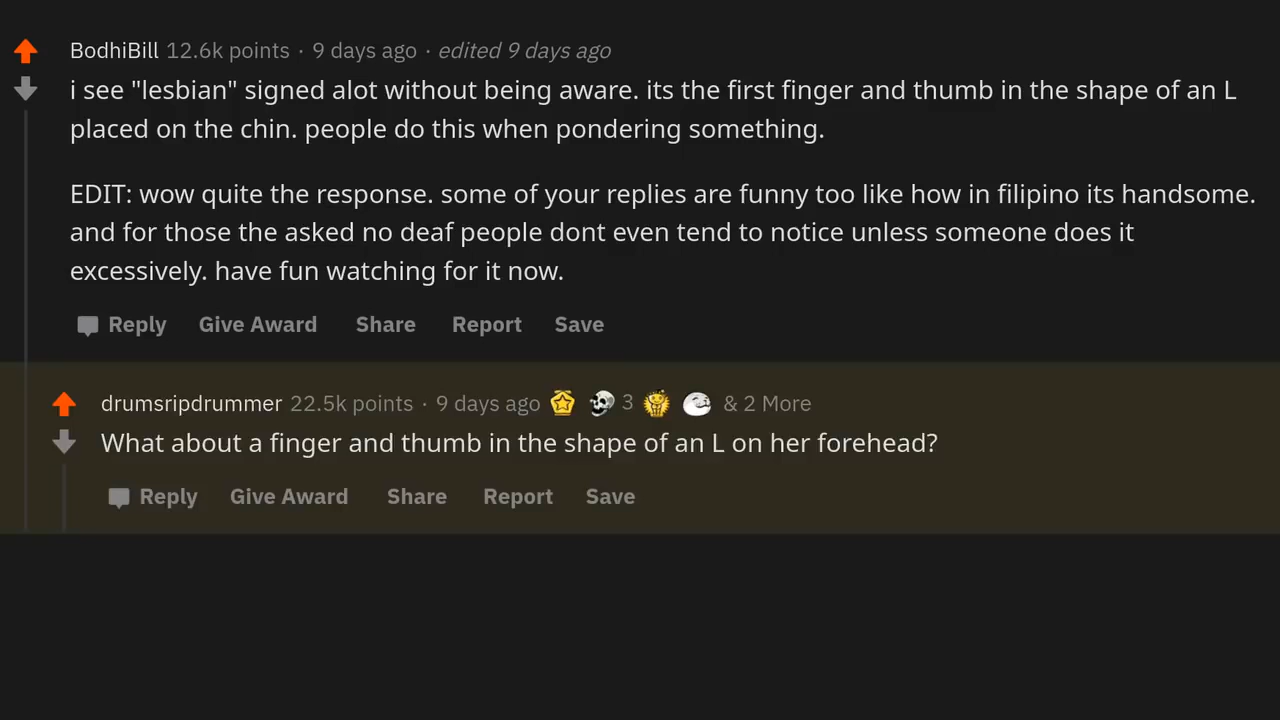 BodhiBill 12.6k points · 9 days ago · edited 9 days ago
i see "lesbian" signed alot without being aware. its the first finger and thumb in the shape of an L
placed on the chin. people do this when pondering something.
EDIT: wow quite the response. some of your replies are funny too like how in filipino its handsome.
and for those the asked no deaf people dont even tend to notice unless someone does it
excessively. have fun watching for it now.
Reply Give Award Share Report Save
drumsripdrummer 22.5k points · 9 days ago 3 & 2 More
What about a finger and thumb in the shape of an L on her forehead?
Reply Give Award Share Report Save